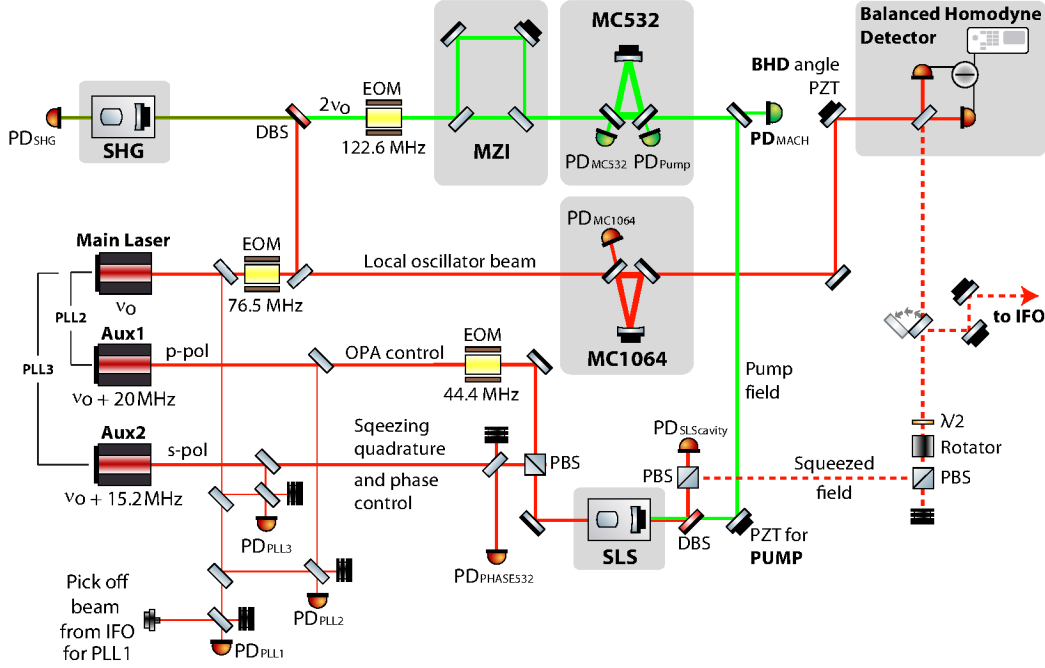 MC532
Balanced Homodyne
Detector
BHD angle
PZT
EOM
2νo
PDSHG
SHG
DBS
122.6 MHz
MZI
PDMC532
PDPump
PDMACH
Main Laser
EOM
PDMC1064
Local oscillator beam
νo
76.5 MHz
PLL2
PLL3
MC1064
to IFO
Aux1
p-pol
OPA control
EOM
νo + 20MHz
44.4 MHz
Pump
field
Aux2
s-pol
Sqeezing
quadrature
and phase
control
νo + 15.2MHz
PBS
PDSLScavity
PBS
Squeezed
field
λ/2
Rotator
PBS
SLS
DBS
PZT for
PUMP
PDPLL3
PDPHASE532
Pick off
beam
from IFO
for PLL1
PDPLL2
PDPLL1